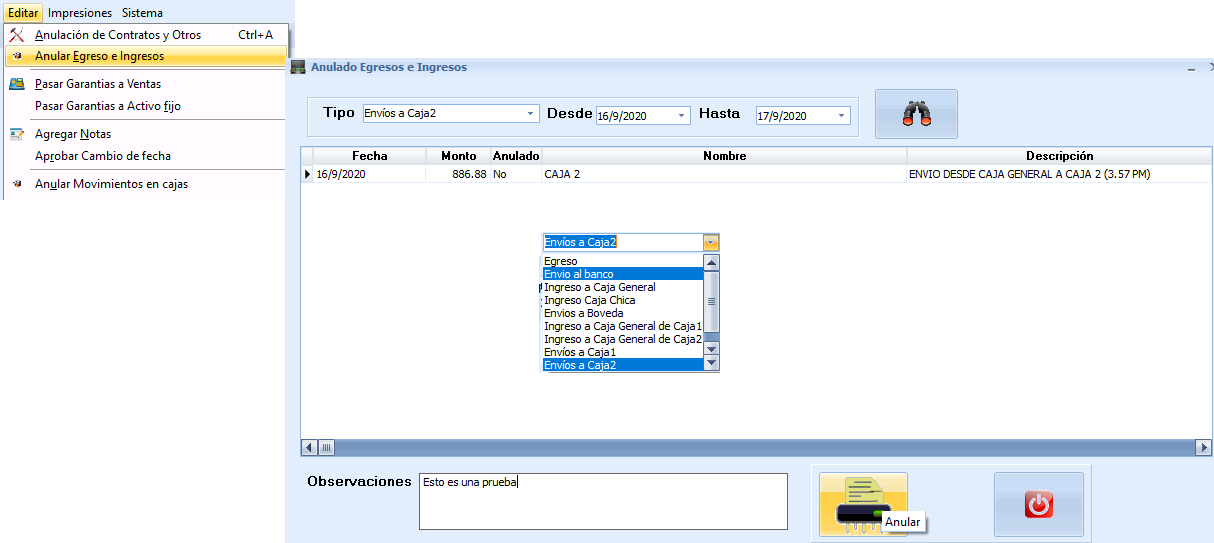 Editar Impresiones Sistema
Anulación de Contratos y Otros Ctrl+A
Anular Egreso e Ingresos
Pasar Garantias a Ventas
Pasar Garantias a Activo fijo
Agregar Notas
Aprobar Cambio de fecha
Anular Movimientos en cajas
Anulado Egresos e Ingresos
Tipo Envíos a Caja2 Desde 16/9/2020 Hasta 17/9/2020
Fecha Monto Anulado Nombre Descripción
16/9/2020 886.88 No CAJA 2 ENVIO DESDE CAJA GENERAL A CAJA 2 (3.57 PM)
Envíos a Caja2
Egreso
Envio al banco
Ingreso a Caja General
Ingreso Caja Chica
Envios a Boveda
Ingreso a Caja General de Caja1
Ingreso a Caja General de Caja2
Envíos a Caja1
Envíos a Caja2
Observaciones Esto es una prueba
Anular